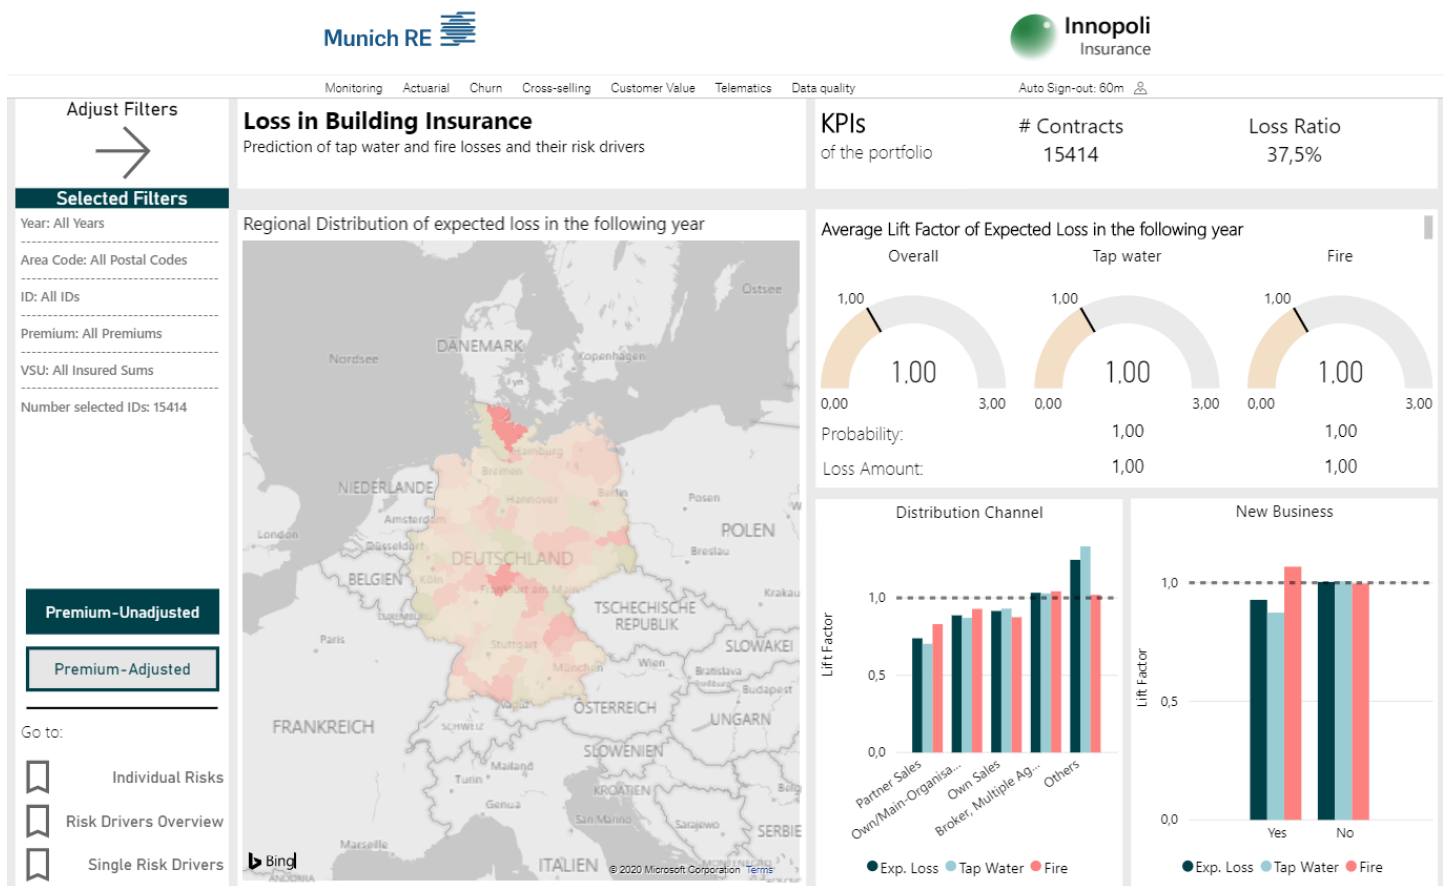 Munich RE
Innopoli
Insurance
Monitoring Actuarial Churn Cross-selling Customer Value Telematics Data quality
Auto Sign-out: 60m
Adjust Filters
Selected Filters
Year: All Years
Area Code: All Postal Codes
ID: All IDs
Premium: All Premiums
VSU: All Insured Sums
Number selected IDs: 15414
Premium-Unadjusted
Premium-Adjusted
Go to:
Individual Risks
Risk Drivers Overview
Single Risk Drivers
Loss in Building Insurance
Prediction of tap water and fire losses and their risk drivers
KPIs
of the portfolio
# Contracts
15414
Loss Ratio
37,5%
Regional Distribution of expected loss in the following year
Ostsee
DÄNEMARK
Nordsee
Kopenhagen
Fyn
Hamburg
Bremen
NIEDERLANDE
Hannover
Berlin
Posen
Amsterdam
London
POLEN
Düsseldorf
Breslau
DEUTSCHLAND
BELGIEN
Köln
Frankfurt am Main
Krakau
TSCHECHISCHE
REPUBLIK
LUXEMBURG
Paris
Stuttgart
SLOWAKEI
München
Wien
Bratislava
Budapest
Vaduz
ÖSTERREICH
FRANKREICH
SCHWEIZ
UNGARN
SLOWENIEN
Mailand
Turin
KROATIEN
Genua
San Marino
Sarajewo
SERBIE
Marseille
Bing
ITALIEN
MONTENEGRO
© 2020 Microsoft Corporation Terms
ANDORRA
Average Lift Factor of Expected Loss in the following year
Overall
1,00
1,00
0,00 3,00
Tap water
1,00
1,00
0,00 3,00
Fire
1,00
1,00
0,00 3,00
Probability: 1,00 1,00
Loss Amount: 1,00 1,00
Distribution Channel
Lift Factor
1,0
0,5
0,0
Partner Sales
Own/Main-Organisa...
Own Sales
Broker, Multiple Ag...
Others
Exp. Loss Tap Water Fire
New Business
Lift Factor
1,0
0,5
0,0
Yes No
Exp. Loss Tap Water Fire